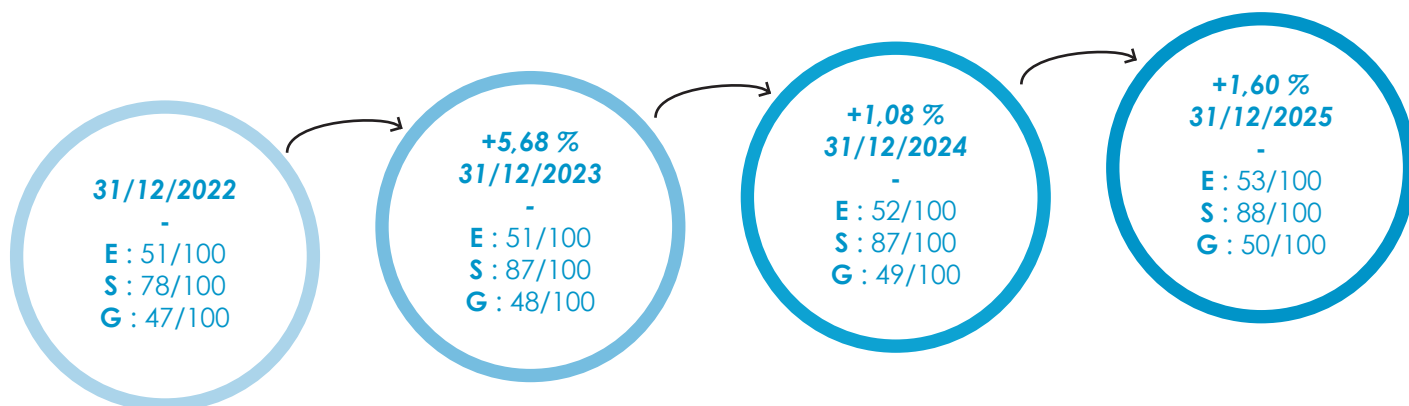 31/12/2022
-
E : 51/100
S : 78/100
G : 47/100
+5,68 %
31/12/2023
-
E : 51/100
S : 87/100
G : 48/100
+1,08 %
31/12/2024
-
E : 52/100
S : 87/100
G : 49/100
+1,60 %
31/12/2025
-
E : 53/100
S : 88/100
G : 50/100